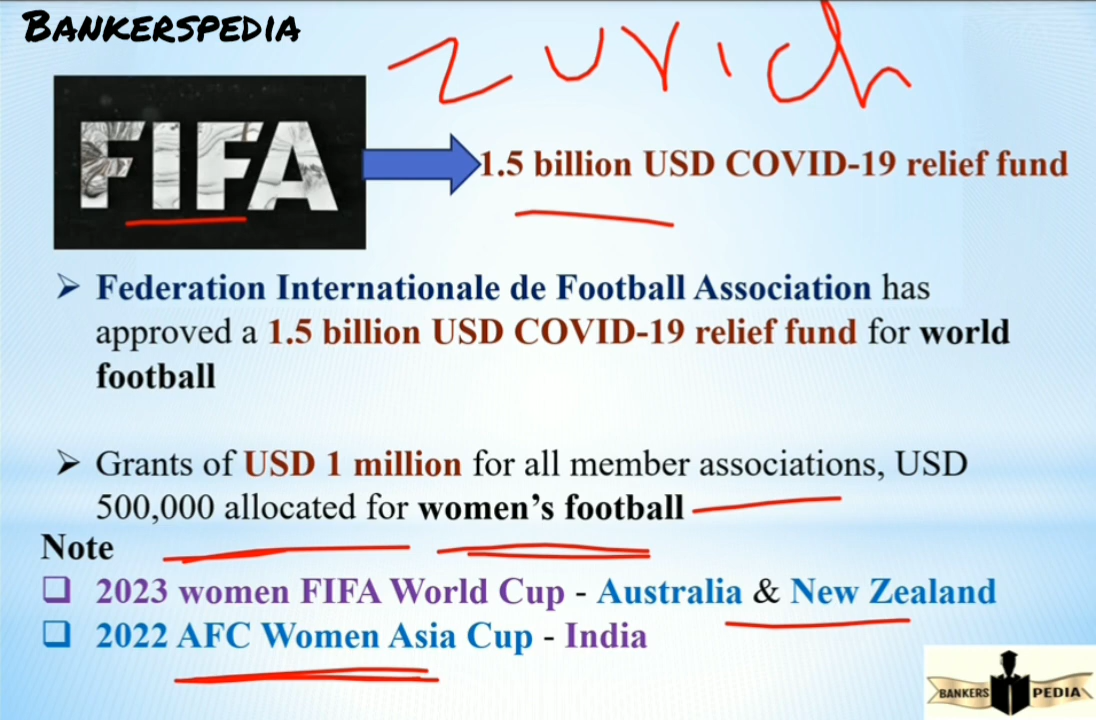 BANKERSPEDIA
zurich
FIFA
1.5 billion USD COVID-19 relief fund
➤ Federation Internationale de Football Association has
approved a 1.5 billion USD COVID-19 relief fund for world
football
➤ Grants of USD 1 million for all member associations, USD
500,000 allocated for women’s football
Note
❑ 2023 women FIFA World Cup - Australia & New Zealand
❑ 2022 AFC Women Asia Cup - India
BANKERS PEDIA